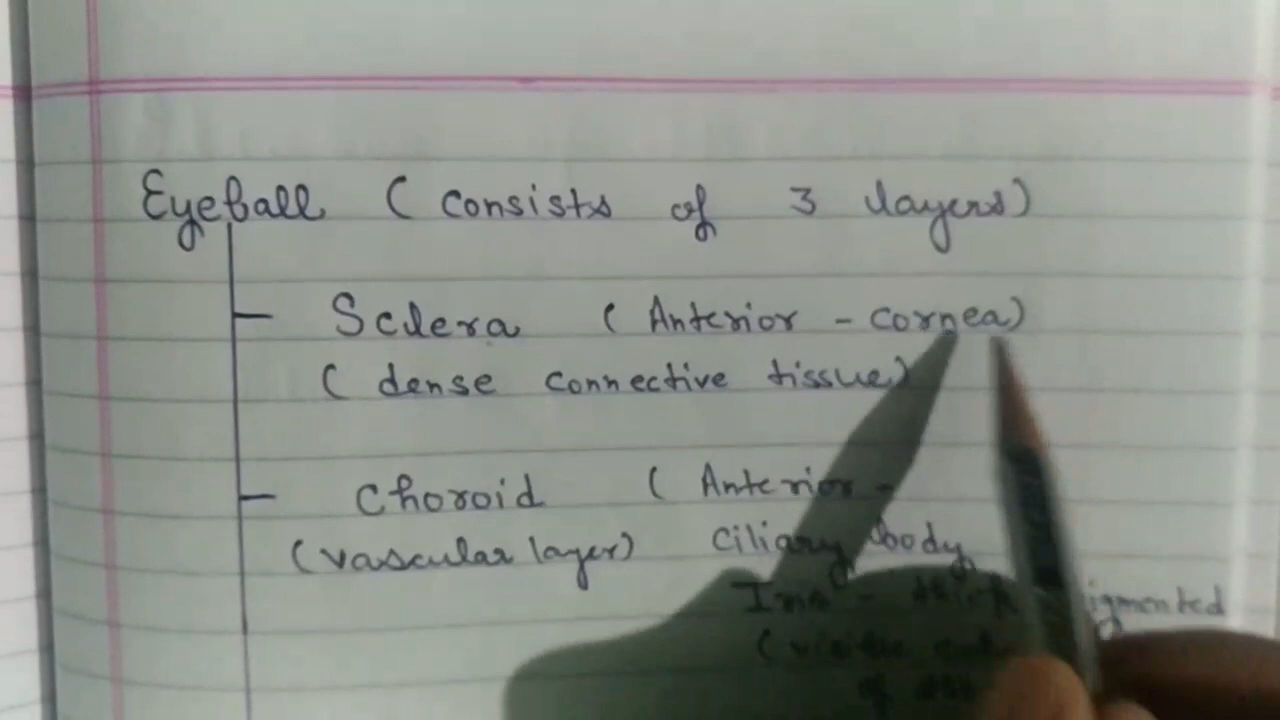 Eyeball ( consists of 3 layers)
Sclera ( Anterior - cornea)
( dense connective tissue)
Choroid ( Anterior -
(vascular layer) Ciliary body